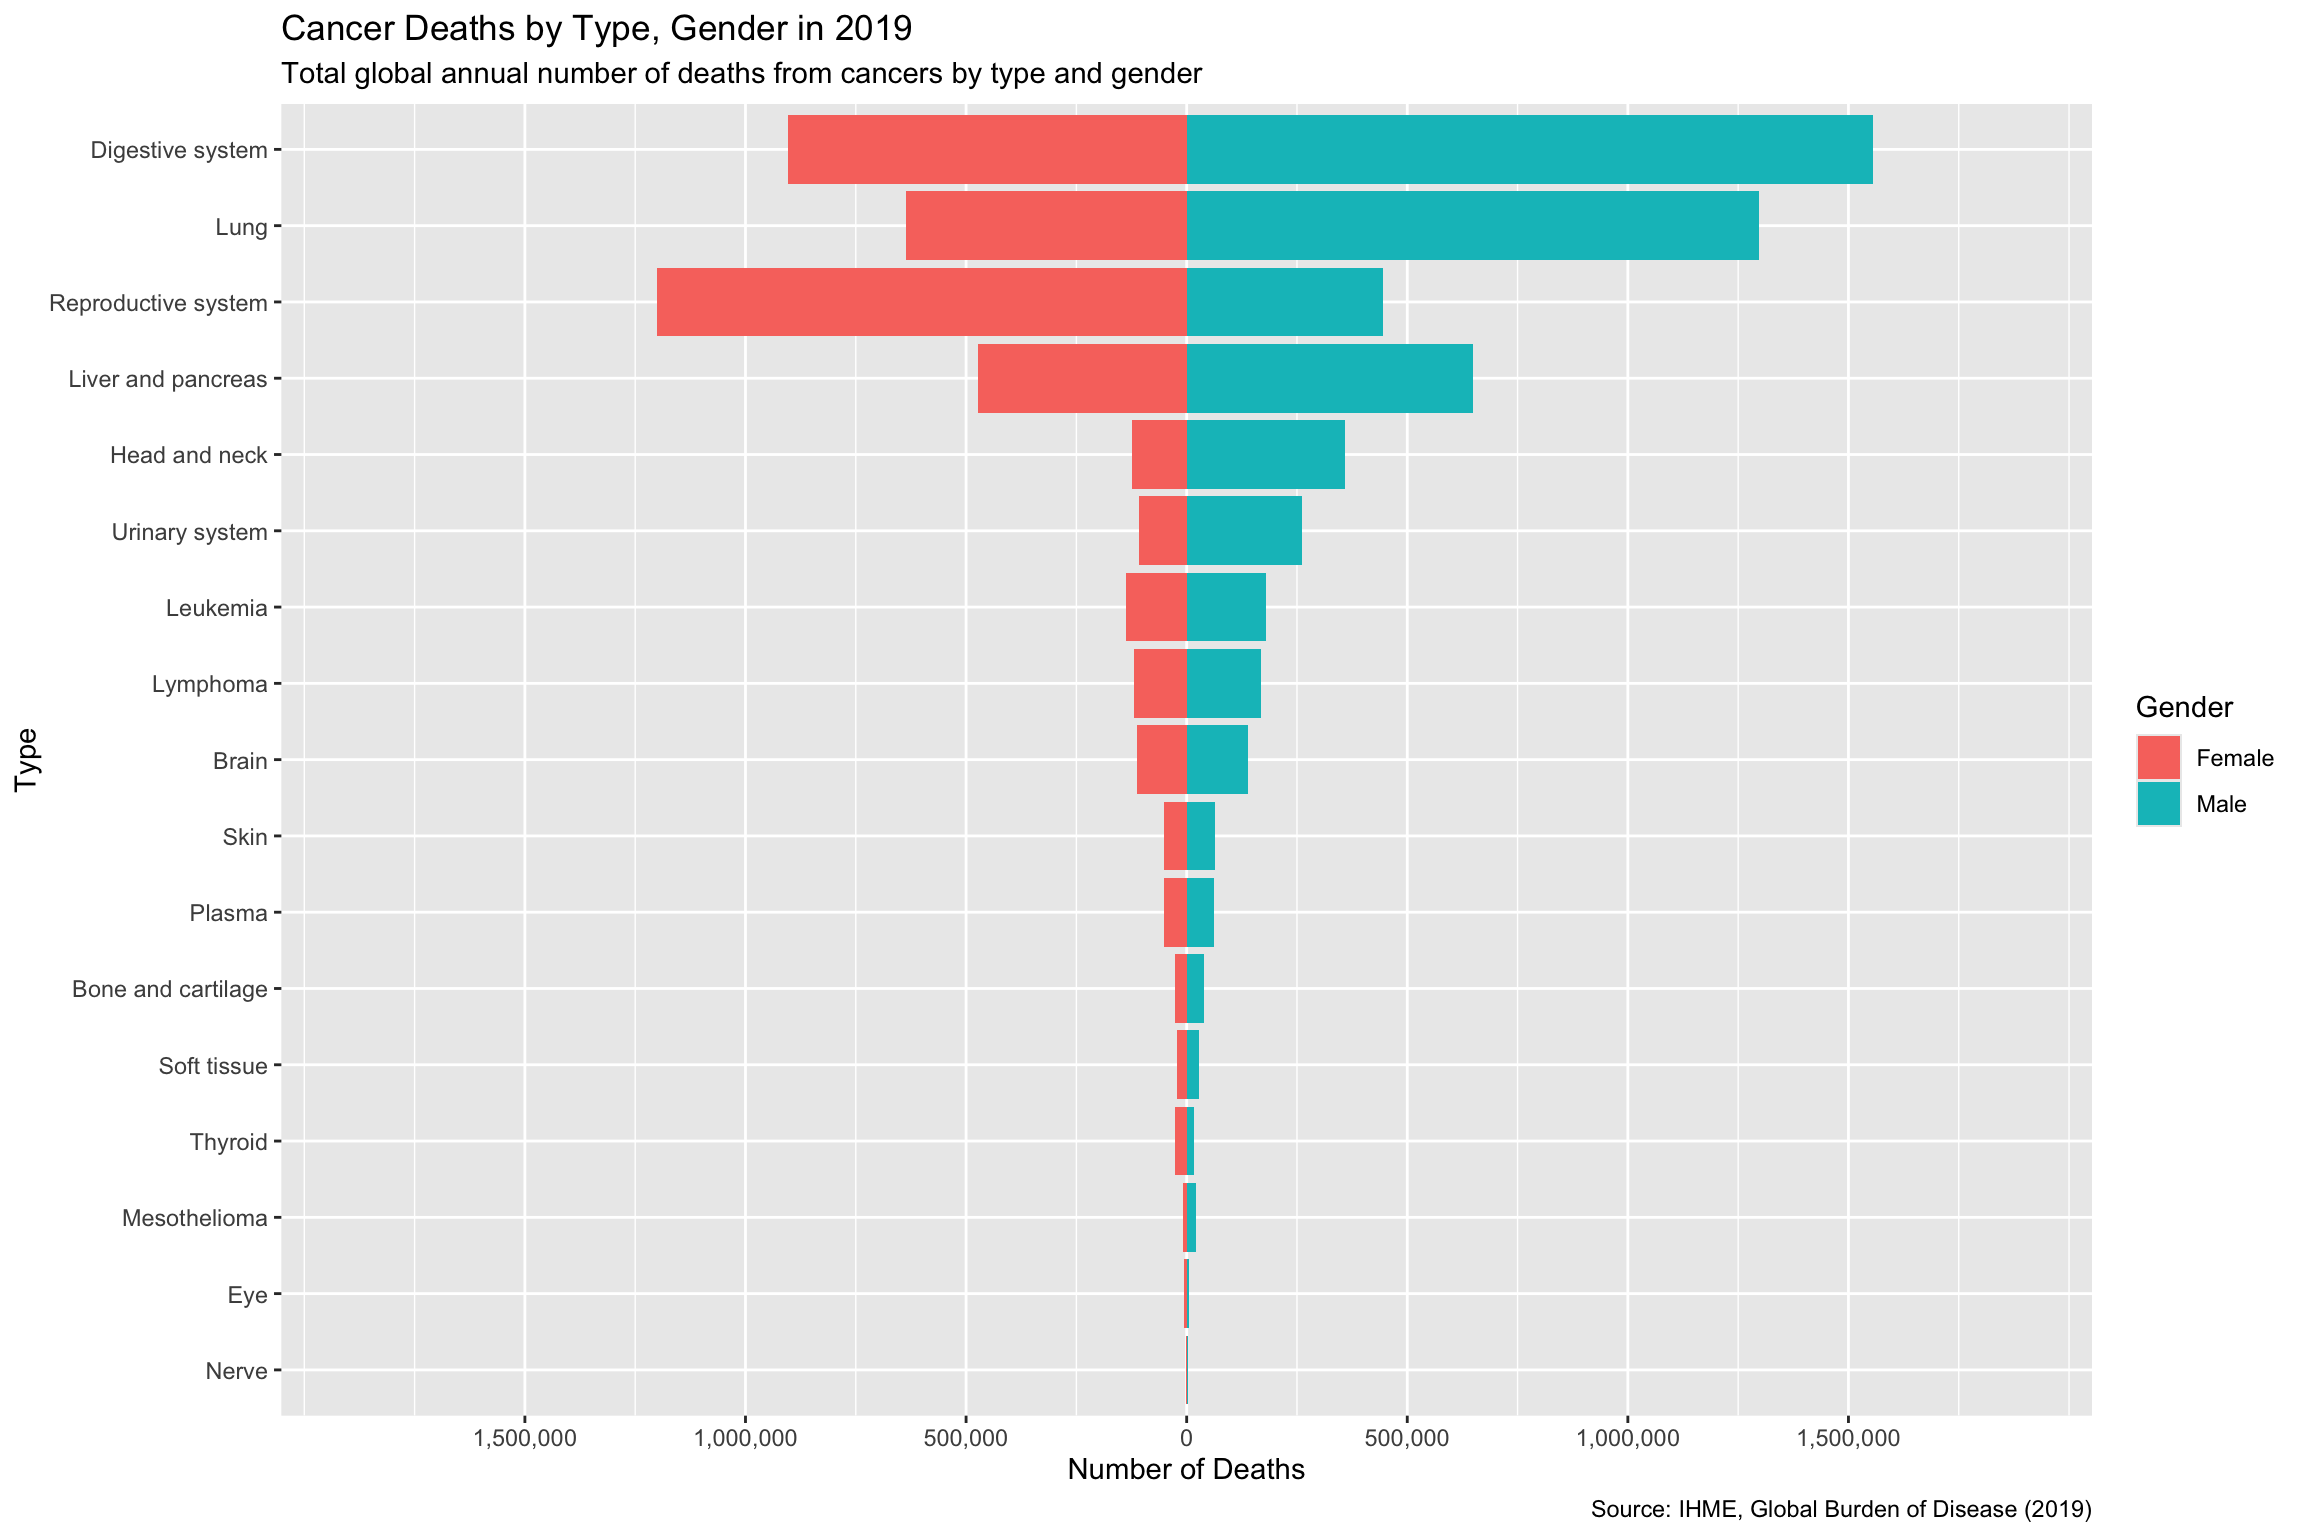 Cancer Deaths by Type, Gender in 2019
Total global annual number of deaths from cancers by type and gender
Type
Digestive system
Lung
Reproductive system
Liver and pancreas
Head and neck
Urinary system
Leukemia
Lymphoma
Brain
Skin
Plasma
Bone and cartilage
Soft tissue
Thyroid
Mesothelioma
Eye
Nerve
1,500,000 1,000,000 500,000 0 500,000 1,000,000 1,500,000
Number of Deaths
Gender
Female
Male
Source: IHME, Global Burden of Disease (2019)